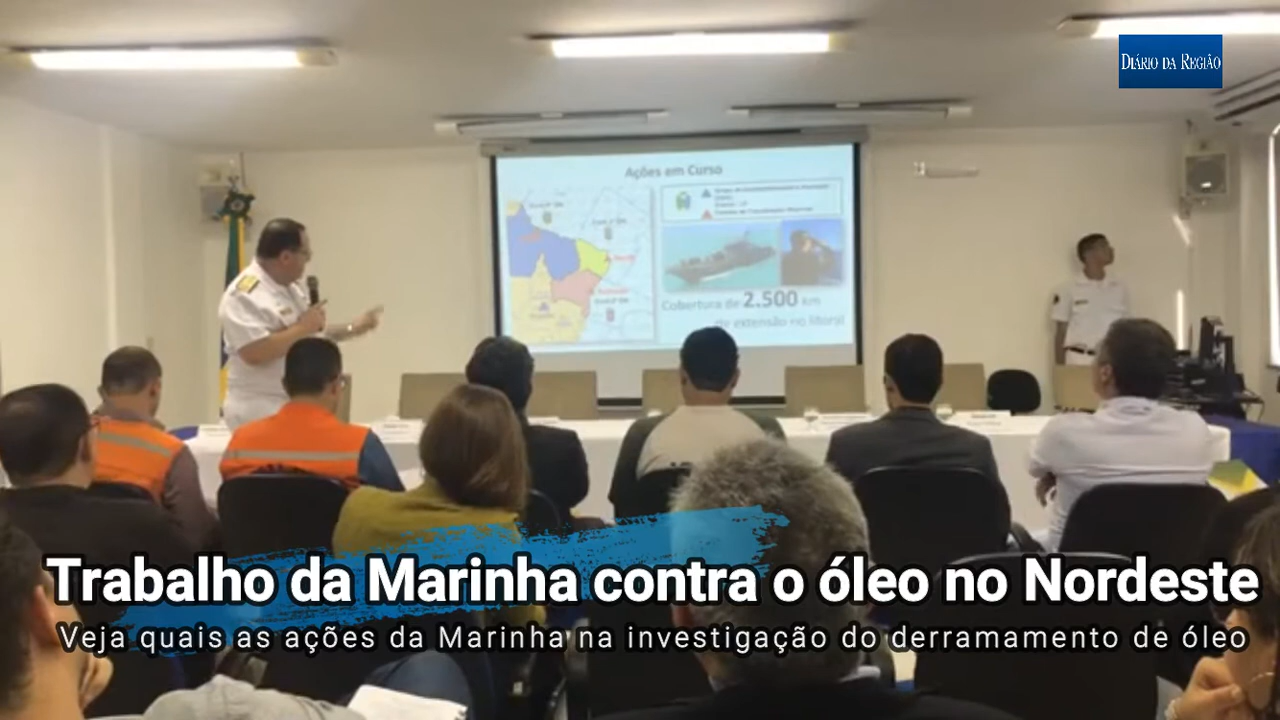 DIÁRIO DA REGIÃO
Ações em Curso
Cobertura de 2.500 km
de extensão no litoral
Trabalho da Marinha contra o óleo no Nordeste
Veja quais as ações da Marinha na investigação do derramamento de óleo